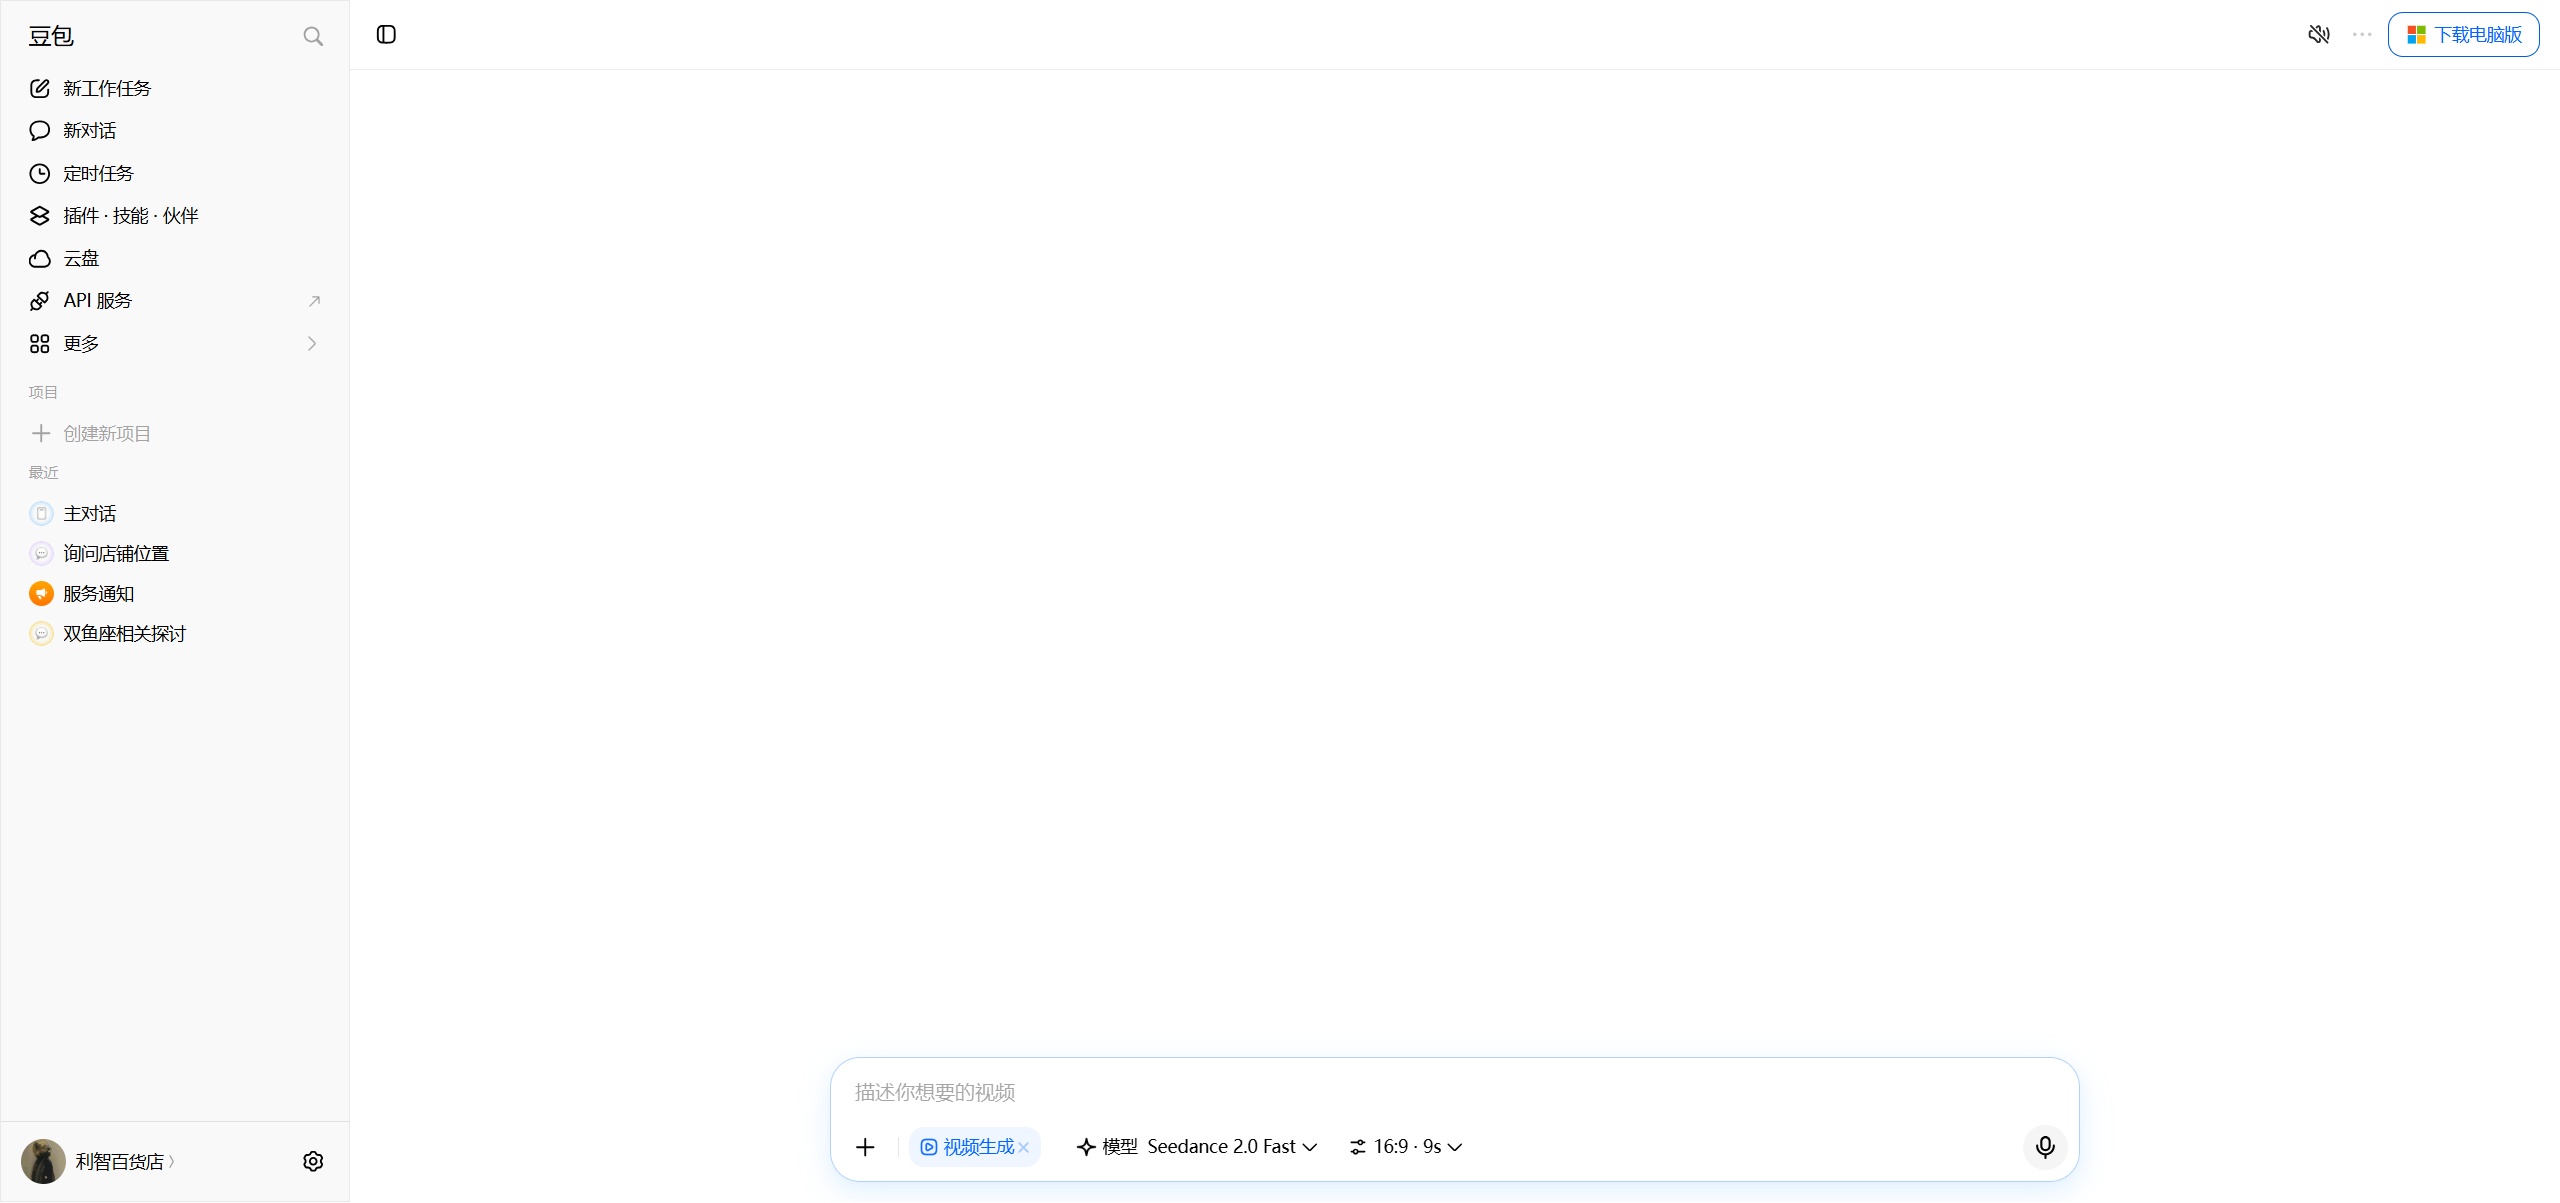 豆包
新工作任务
新对话
定时任务
插件 · 技能 · 伙伴
云盘
API 服务
更多
项目
创建新项目
最近
主对话
询问店铺位置
服务通知
双鱼座相关探讨
利智百货店
下载电脑版
描述你想要的视频
视频生成
模型 Seedance 2.0 Fast
16:9 · 9s